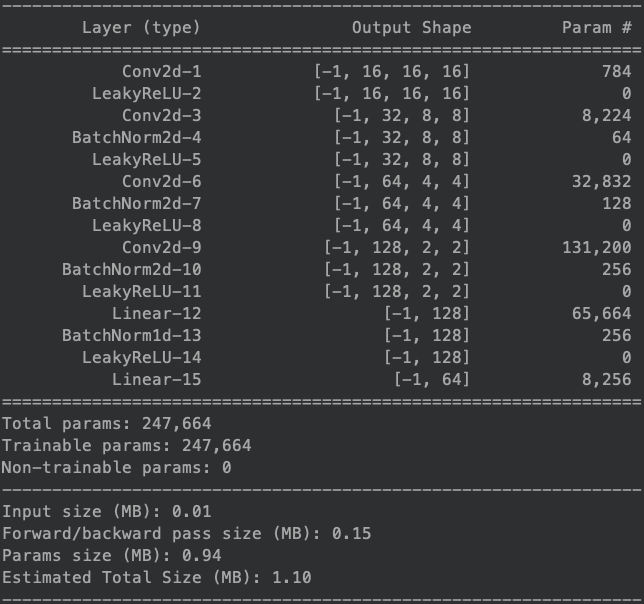 ----------------------------------------------------------------
        Layer (type)               Output Shape         Param #
================================================================
            Conv2d-1           [-1, 16, 16, 16]             784
         LeakyReLU-2           [-1, 16, 16, 16]               0
            Conv2d-3             [-1, 32, 8, 8]           8,224
       BatchNorm2d-4             [-1, 32, 8, 8]              64
         LeakyReLU-5             [-1, 32, 8, 8]               0
            Conv2d-6             [-1, 64, 4, 4]          32,832
       BatchNorm2d-7             [-1, 64, 4, 4]             128
         LeakyReLU-8             [-1, 64, 4, 4]               0
            Conv2d-9            [-1, 128, 2, 2]         131,200
      BatchNorm2d-10            [-1, 128, 2, 2]             256
        LeakyReLU-11            [-1, 128, 2, 2]               0
           Linear-12                  [-1, 128]          65,664
      BatchNorm1d-13                  [-1, 128]             256
        LeakyReLU-14                  [-1, 128]               0
           Linear-15                   [-1, 64]           8,256
================================================================
Total params: 247,664
Trainable params: 247,664
Non-trainable params: 0
----------------------------------------------------------------
Input size (MB): 0.01
Forward/backward pass size (MB): 0.15
Params size (MB): 0.94
Estimated Total Size (MB): 1.10
----------------------------------------------------------------